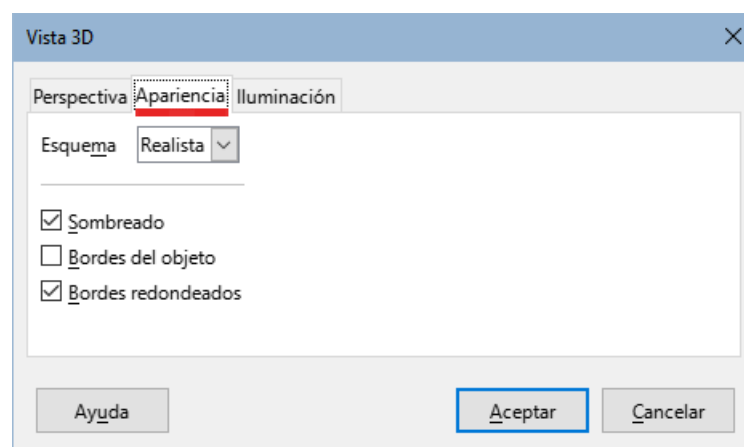 Vista 3D
Perspectiva Apariencia Iluminación
Esquema Realista
Sombreado
Bordes del objeto
Bordes redondeados
Ayuda Aceptar Cancelar